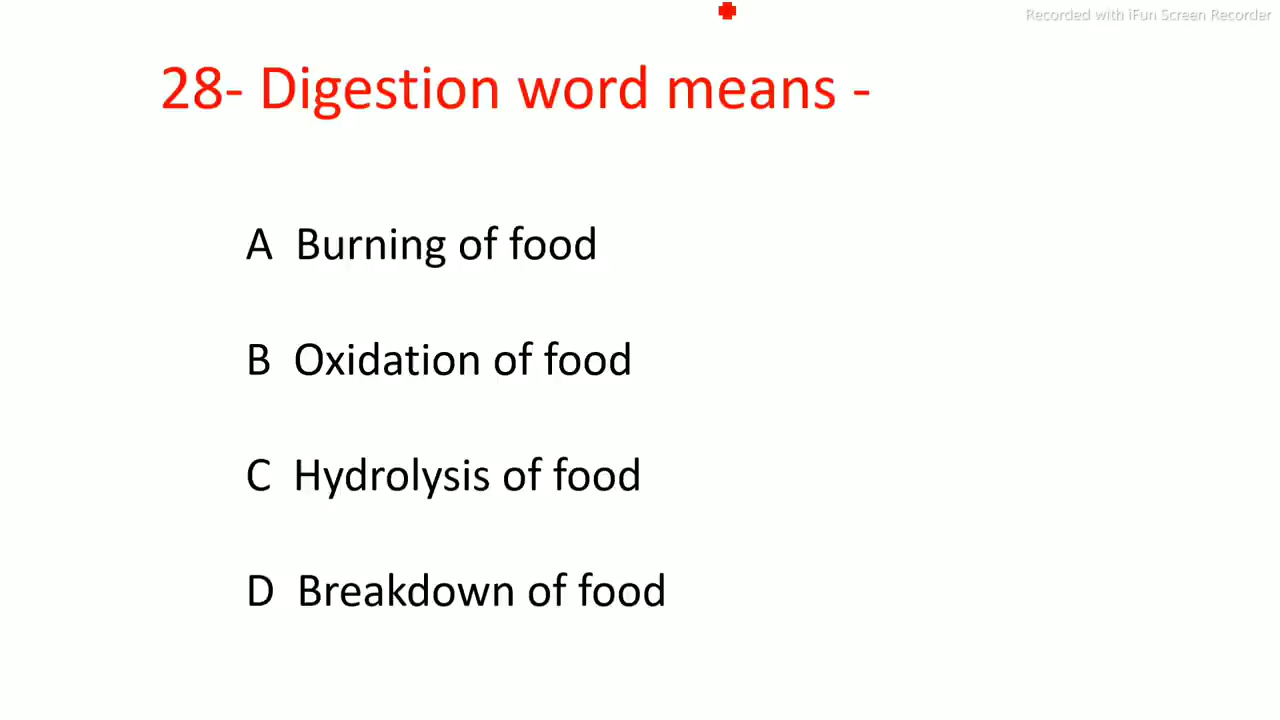 Recorded with iFun Screen Recorder
28- Digestion word means -
A Burning of food
B Oxidation of food
C Hydrolysis of food
D Breakdown of food